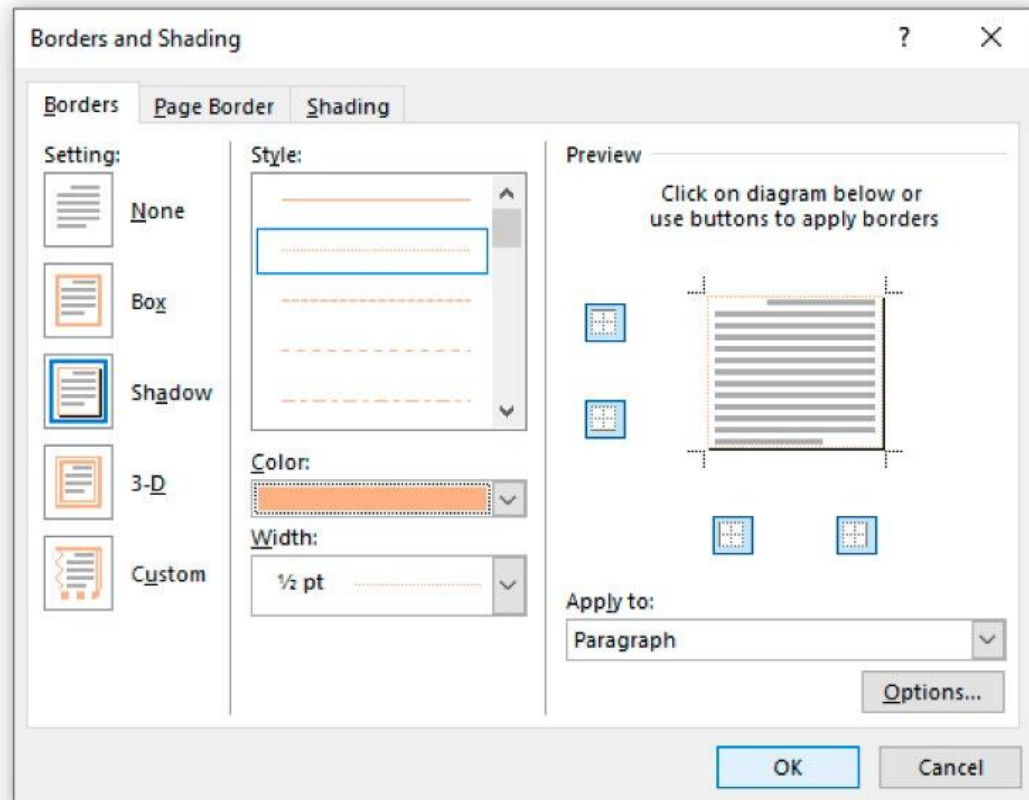 Borders and Shading
?
Borders
Page Border
Shading
Setting:
None
Box
Shadow
3-D
Custom
Style:
Color:
Width:
½ pt
Preview
Click on diagram below or
use buttons to apply borders
Apply to:
Paragraph
Options...
OK
Cancel